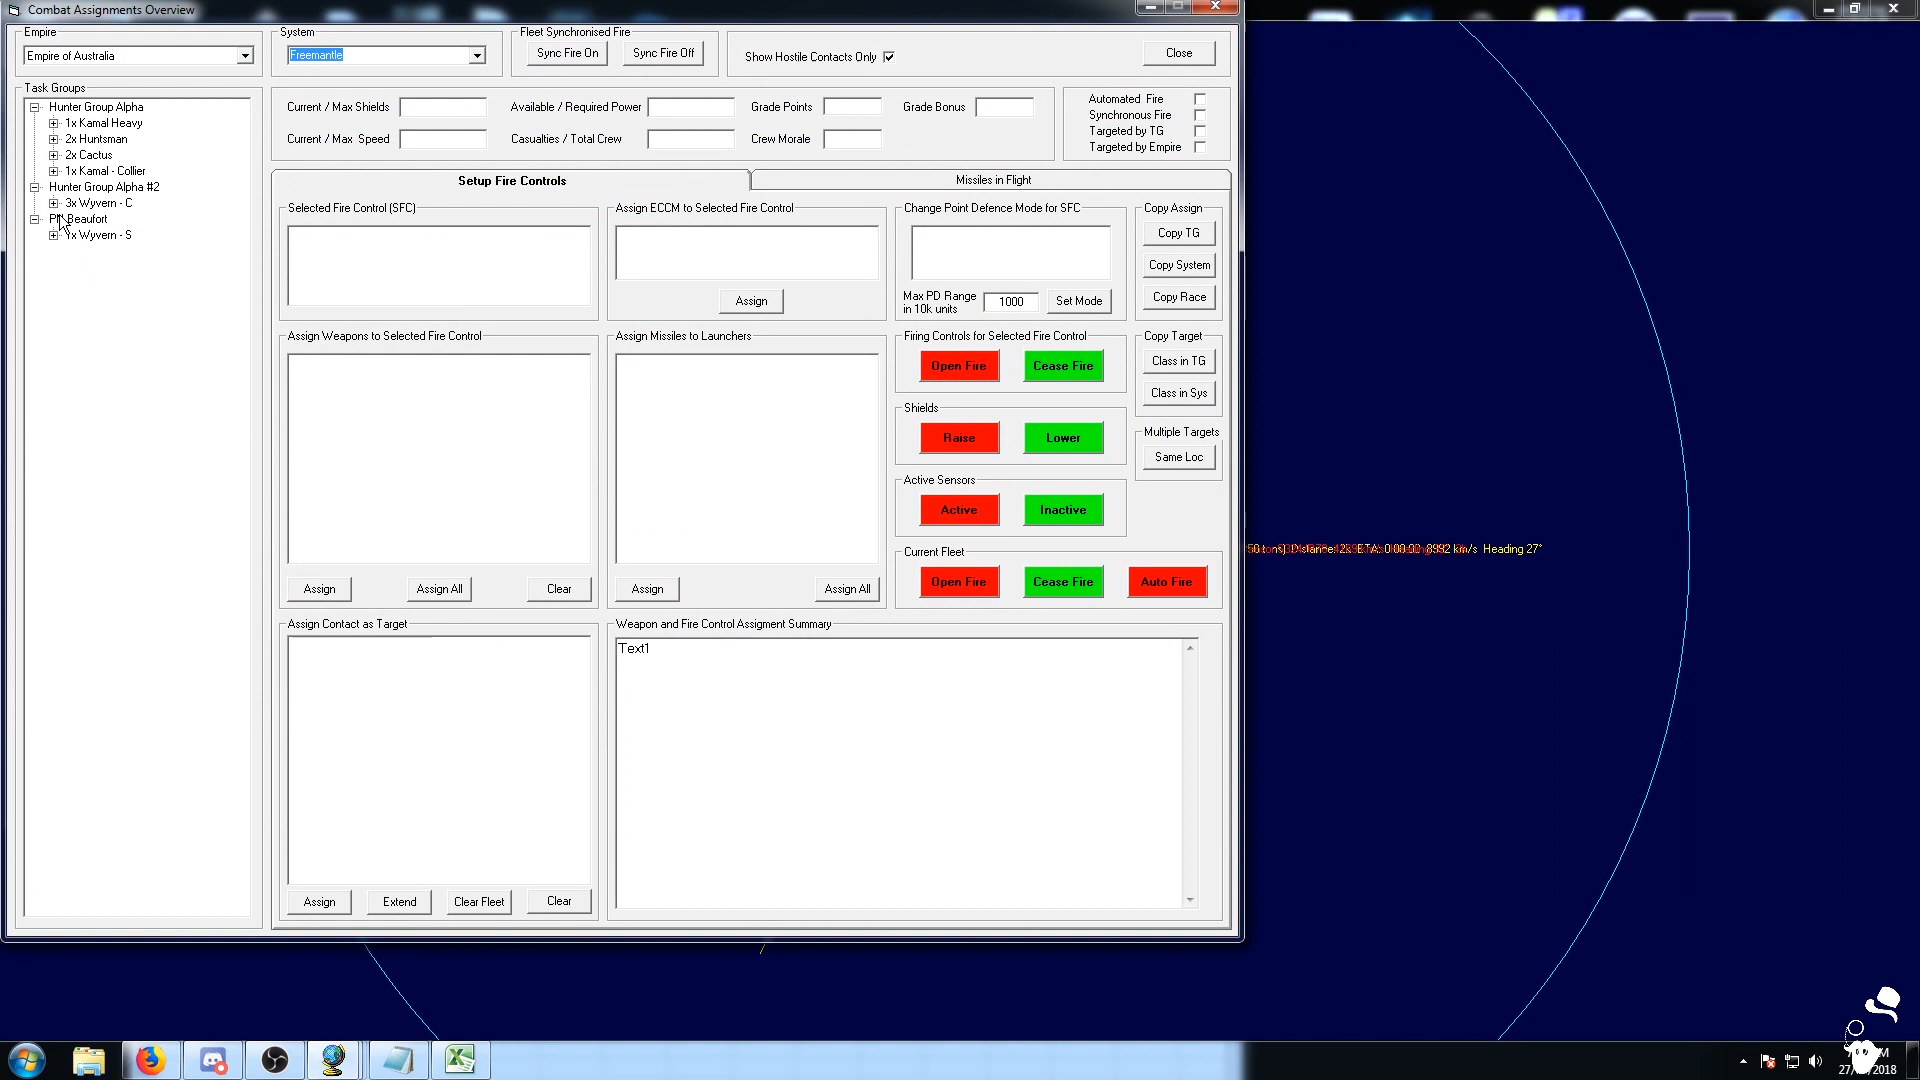 Combat Assignments Overview
Empire
Empire of Australia
System
Freemantle
Fleet Synchronised Fire
Sync Fire On
Sync Fire Off
Show Hostile Contacts Only
Close
Task Groups
Hunter Group Alpha
1x Kamal Heavy
2x Huntsman
2x Cactus
1x Kamal - Collier
Hunter Group Alpha #2
3x Wyvern - C
Beaufort
1x Wyvern - S
Current / Max Shields
Available / Required Power
Grade Points
Grade Bonus
Current / Max Speed
Casualties / Total Crew
Crew Morale
Automated Fire
Synchronous Fire
Targeted by TG
Targeted by Empire
Setup Fire Controls
Missiles in Flight
Selected Fire Control (SFC)
Assign ECCM to Selected Fire Control
Assign
Change Point Defence Mode for SFC
Max PD Range
in 10k units
1000
Set Mode
Copy Assign
Copy TG
Copy System
Copy Race
Assign Weapons to Selected Fire Control
Assign
Assign All
Clear
Assign Missiles to Launchers
Assign
Assign All
Firing Controls for Selected Fire Control
Open Fire
Cease Fire
Copy Target
Class in TG
Class in Sys
Shields
Raise
Lower
Multiple Targets
Same Loc
Active Sensors
Active
Inactive
Current Fleet
Open Fire
Cease Fire
Auto Fire
Assign Contact as Target
Assign
Extend
Clear Fleet
Clear
Weapon and Fire Control Assigment Summary
Text1
km/s Heading 27°